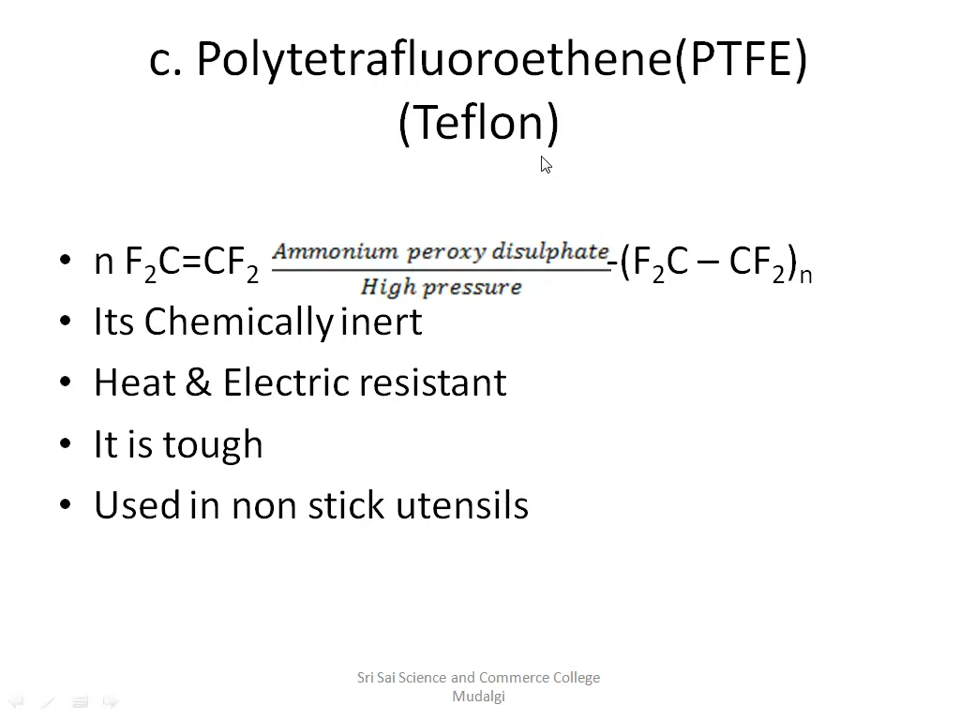 c. Polytetrafluoroethene(PTFE)
(Teflon)
• n F₂C=CF₂ Ammonium peroxy disulphate / High pressure -(F₂C – CF₂)ₙ
• Its Chemically inert
• Heat & Electric resistant
• It is tough
• Used in non stick utensils
Sri Sai Science and Commerce College
Mudalgi